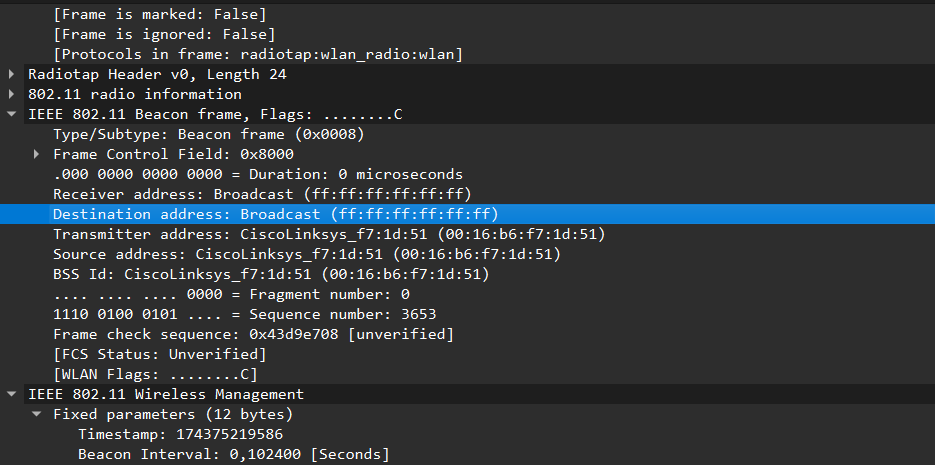 [Frame is marked: False]
[Frame is ignored: False]
[Protocols in frame: radiotap:wlan_radio:wlan]
Radiotap Header v0, Length 24
802.11 radio information
IEEE 802.11 Beacon frame, Flags: ........C
Type/Subtype: Beacon frame (0x0008)
Frame Control Field: 0x8000
.000 0000 0000 0000 = Duration: 0 microseconds
Receiver address: Broadcast (ff:ff:ff:ff:ff:ff)
Destination address: Broadcast (ff:ff:ff:ff:ff:ff)
Transmitter address: CiscoLinksys_f7:1d:51 (00:16:b6:f7:1d:51)
Source address: CiscoLinksys_f7:1d:51 (00:16:b6:f7:1d:51)
BSS Id: CiscoLinksys_f7:1d:51 (00:16:b6:f7:1d:51)
.... .... .... 0000 = Fragment number: 0
1110 0100 0101 .... = Sequence number: 3653
Frame check sequence: 0x43d9e708 [unverified]
[FCS Status: Unverified]
[WLAN Flags: ........C]
IEEE 802.11 Wireless Management
Fixed parameters (12 bytes)
Timestamp: 174375219586
Beacon Interval: 0,102400 [Seconds]